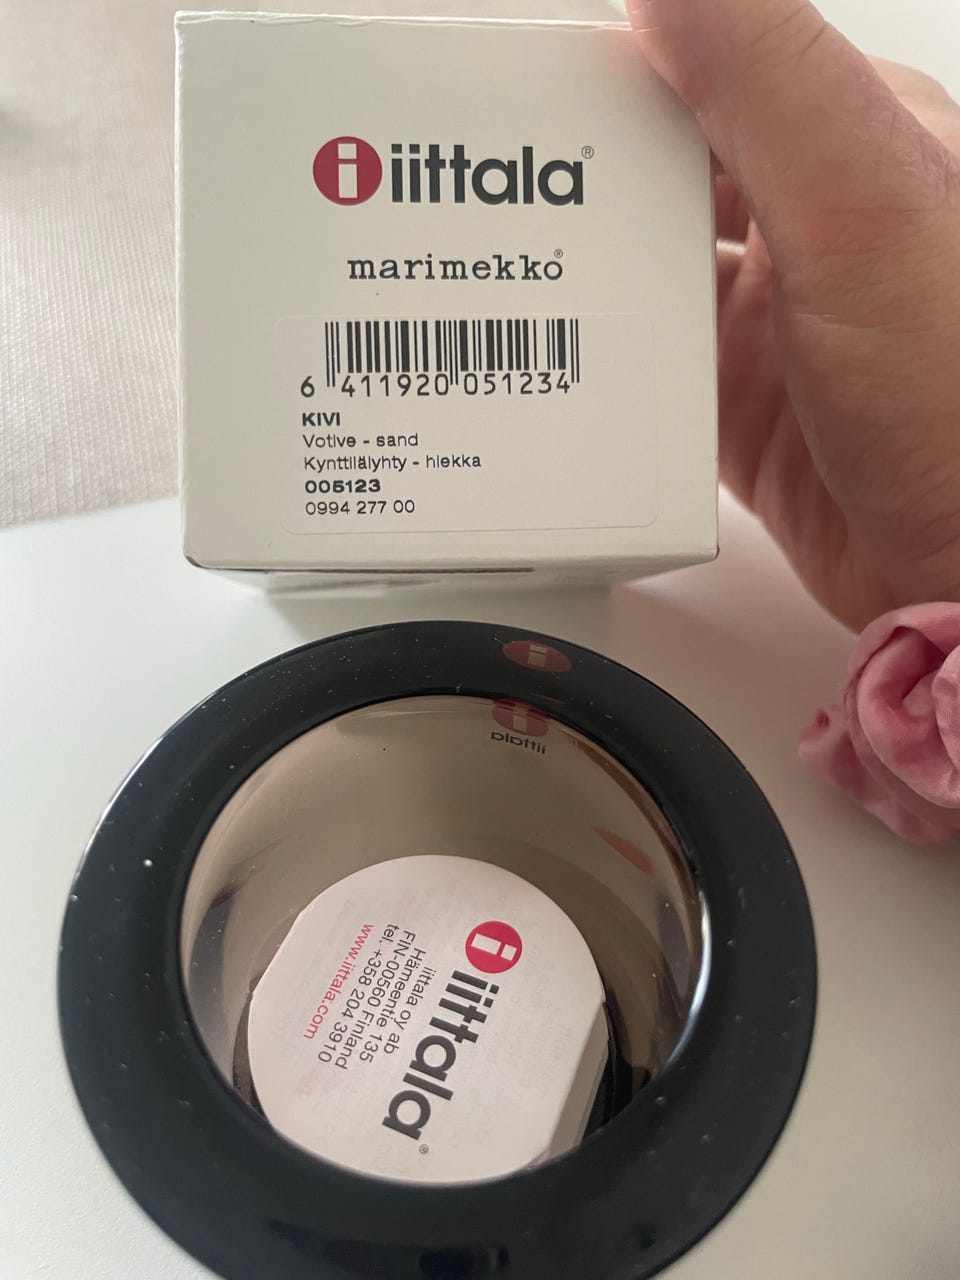 i iittala®
marimekko®
6 411920 051234
KIVI
Votive - sand
Kynttilälyhty - hiekka
005123
0994 277 00
i
iittala
i iittala®
iittala oy ab
Hämeentie 135
FIN-00560 Finland
tel. +358 204 3910
www.iittala.com